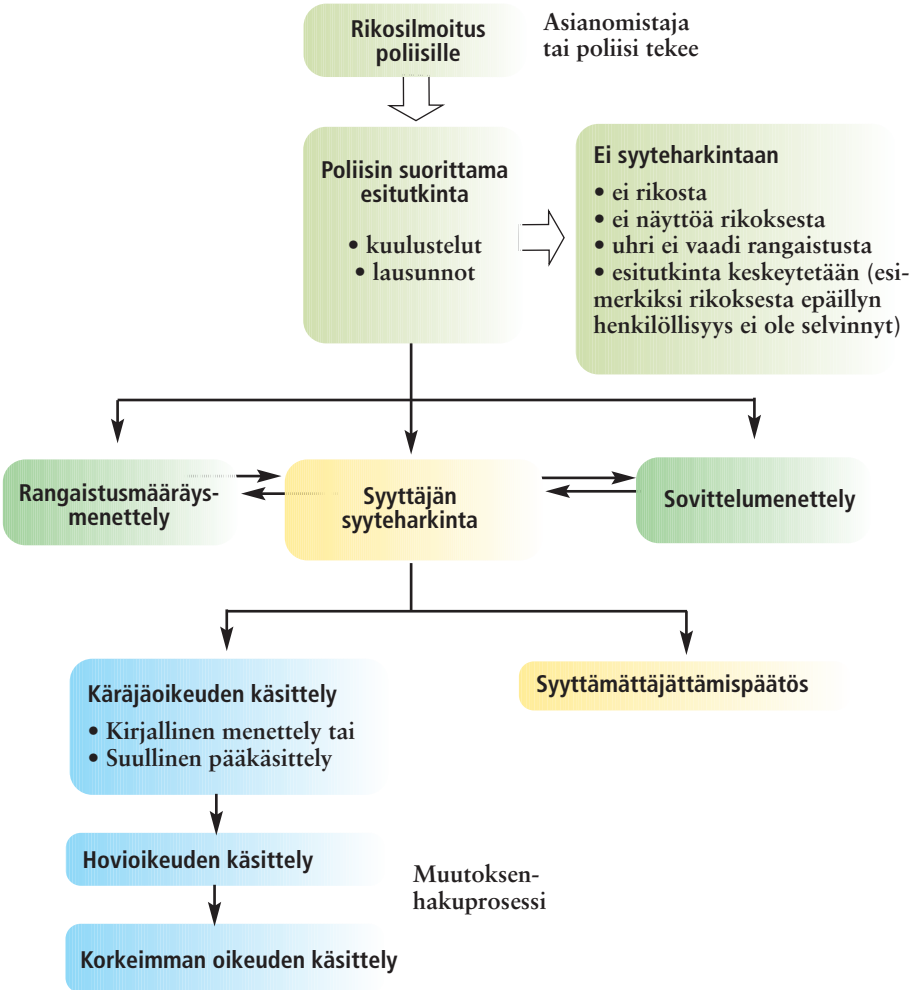 Rikosilmoitus
poliisille
Asianomistaja
tai poliisi tekee
Poliisin suorittama
esitutkinta
• kuulustelut
• lausunnot
Ei syyteharkintaan
• ei rikosta
• ei näyttöä rikoksesta
• uhri ei vaadi rangaistusta
• esitutkinta keskeytetään (esi-
merkiksi rikoksesta epäillyn
henkilöllisyys ei ole selvinnyt)
Rangaistusmääräys-
menettely
Syyttäjän
syyteharkinta
Sovittelumenettely
Käräjäoikeuden käsittely
• Kirjallinen menettely tai
• Suullinen pääkäsittely
Syyttämättäjättämispäätös
Hovioikeuden käsittely
Muutoksen-
hakuprosessi
Korkeimman oikeuden käsittely